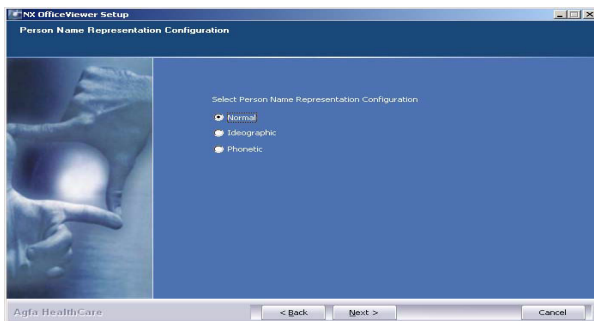 NX OfficeViewer Setup
Person Name Representation Configuration
Select Person Name Representation Configuration
Normal
Ideographic
Phonetic
Agfa HealthCare
< Back Next > Cancel